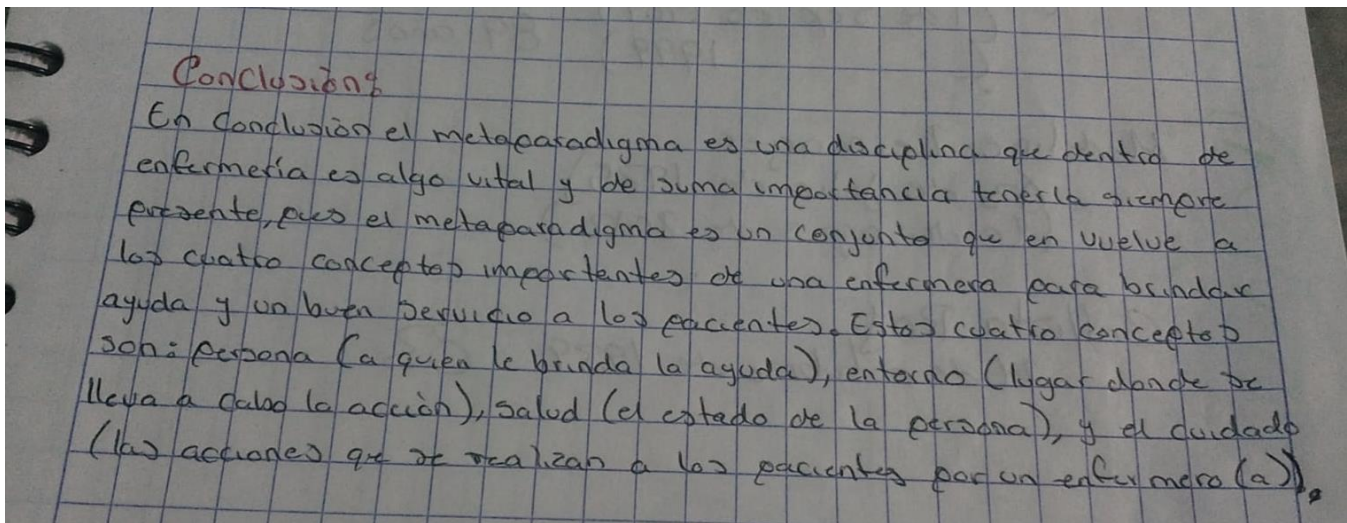 Conclusión:
En conclusión el metaparadigma es una disciplina que dentro de
enfermería es algo vital y de suma importancia tenerla siempre
presente, pues el metaparadigma es un conjunto que en vuelve a
los cuatro conceptos importantes de una enfermera para brindar
ayuda y un buen servicio a los pacientes. Estos cuatro conceptos
son: persona (a quien le brinda la ayuda), entorno (lugar donde se
lleva a cabo la acción), salud (el estado de la persona), y el cuidado
(las acciones que se realizan a los pacientes por un enfermero (a)).